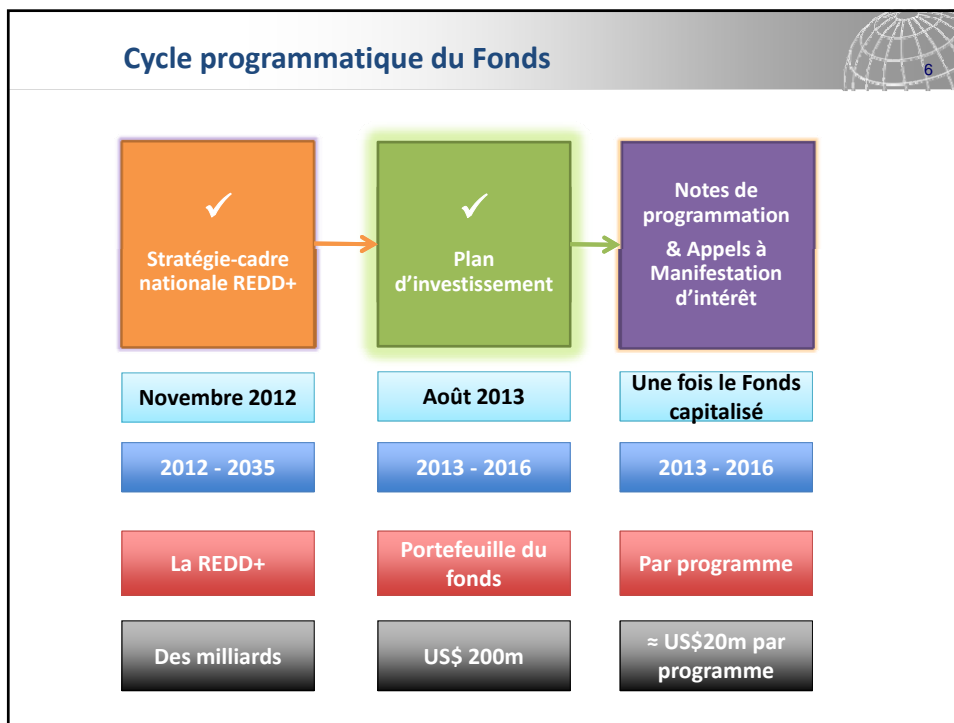 Cycle programmatique du Fonds
6
✓
Stratégie-cadre
nationale REDD+
✓
Plan
d’investissement
Notes de
programmation
& Appels à
Manifestation
d’intérêt
Novembre 2012
Août 2013
Une fois le Fonds
capitalisé
2012 - 2035
2013 - 2016
2013 - 2016
La REDD+
Portefeuille du
fonds
Par programme
Des milliards
US$ 200m
≈ US$20m par
programme